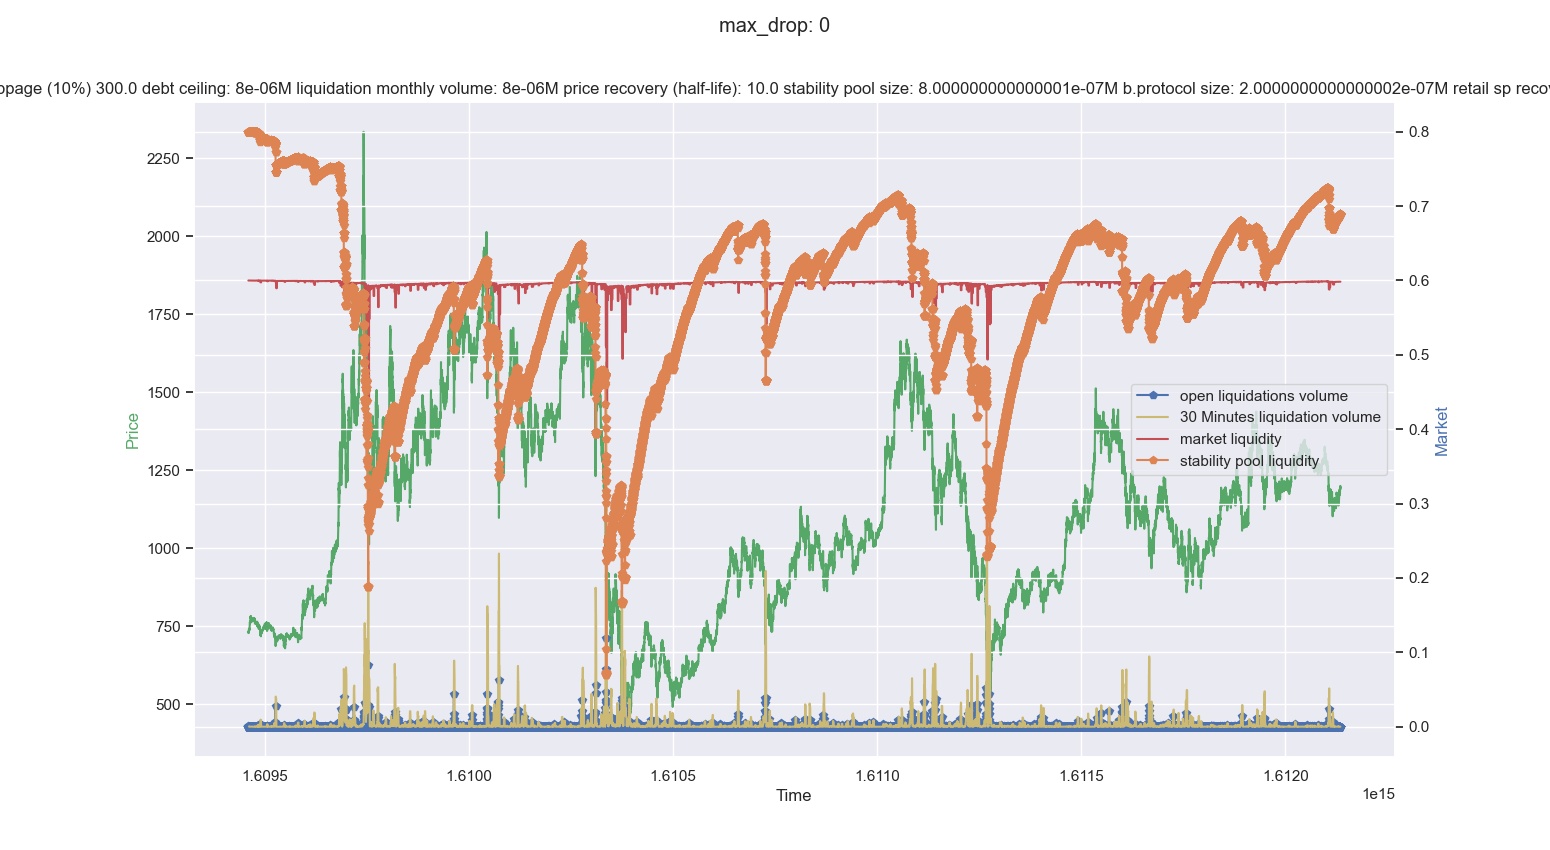 max_drop: 0
(10%) 300.0 debt ceiling: 8e-06M liquidation monthly volume: 8e-06M price recovery (half-life): 10.0 stability pool size: 8.000000000000001e-07M b.protocol size: 2.0000000000000002e-07M retail sp
2250
2000
1750
1500
1250
1000
750
500
Price
0.8
0.7
0.6
0.5
0.4
0.3
0.2
0.1
0.0
Market
open liquidations volume
30 Minutes liquidation volume
market liquidity
stability pool liquidity
1.6095 1.6100 1.6105 1.6110 1.6115 1.6120
1e15
Time